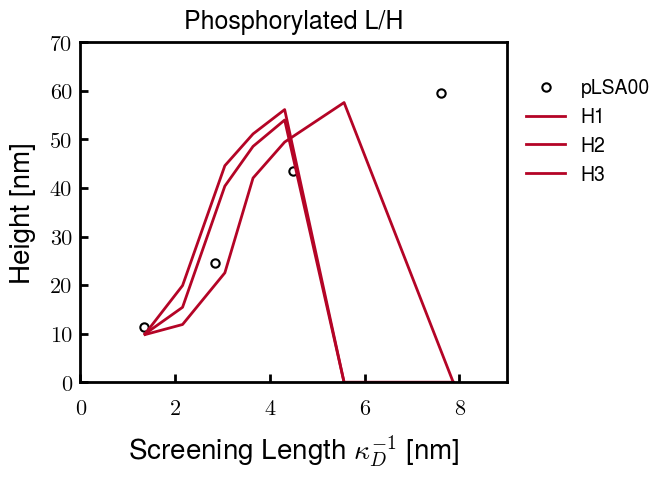 Phosphorylated L/H
70
60
50
40
30
20
10
0
Height [nm]
0 2 4 6 8
Screening Length κ_D^{-1} [nm]
pLSA00
H1
H2
H3